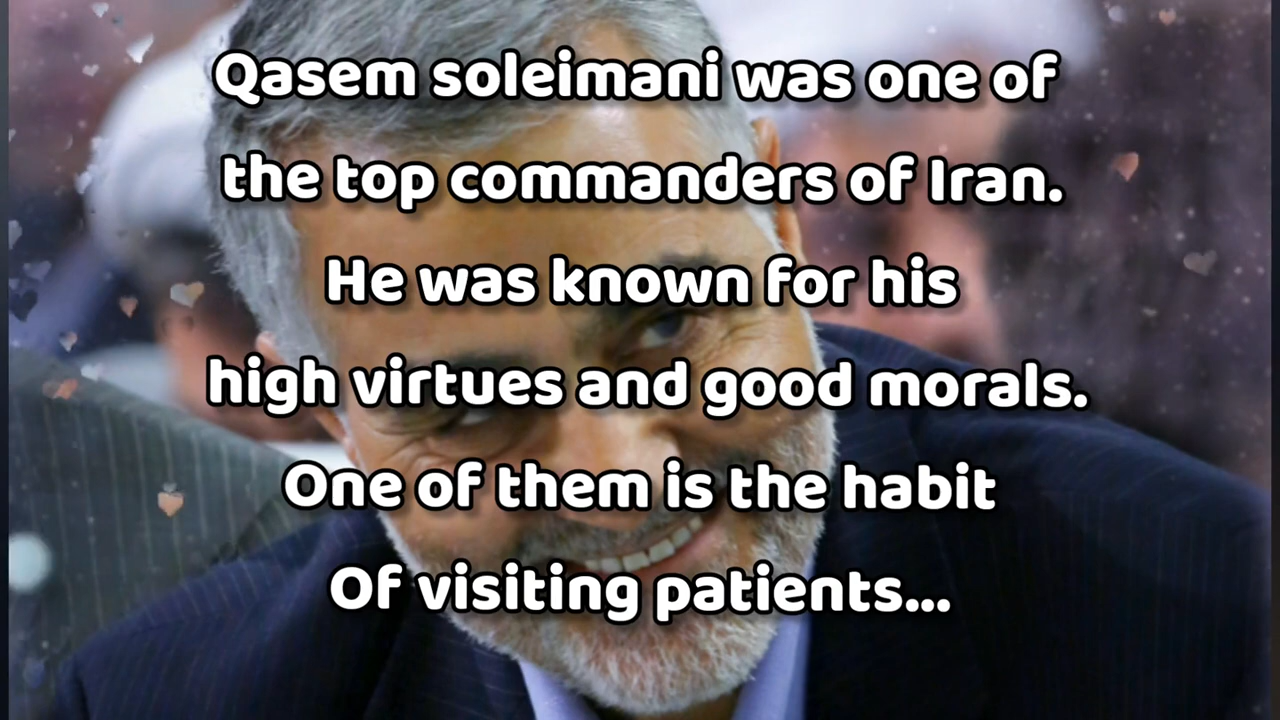 Qasem soleimani was one of
the top commanders of Iran.
He was known for his
high virtues and good morals.
One of them is the habit
Of visiting patients...